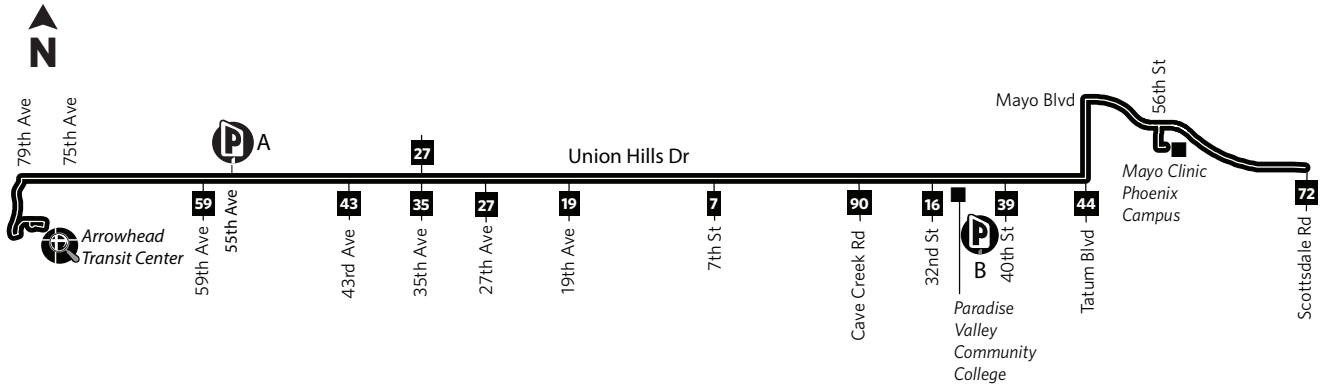 N
79th Ave
75th Ave
P
A
27
Union Hills Dr
Mayo Blvd
56th St
Mayo Clinic
Phoenix
Campus
Arrowhead
Transit Center
59
59th Ave
55th Ave
43
43rd Ave
35
35th Ave
27
27th Ave
19
19th Ave
7
7th St
90
Cave Creek Rd
16
32nd St
P
B
39
40th St
44
Tatum Blvd
72
Scottsdale Rd
Paradise
Valley
Community
College